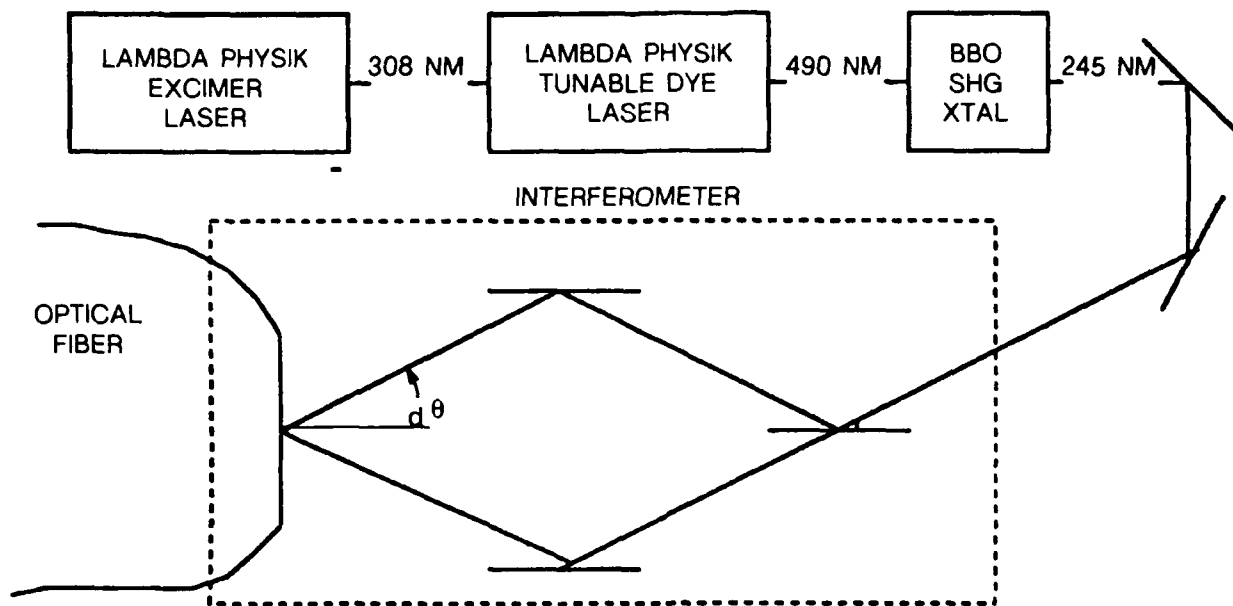 LAMBDA PHYSIK
EXCIMER
LASER
308 NM
LAMBDA PHYSIK
TUNABLE DYE
LASER
490 NM
BBO
SHG
XTAL
245 NM
INTERFEROMETER
OPTICAL
FIBER
d θ